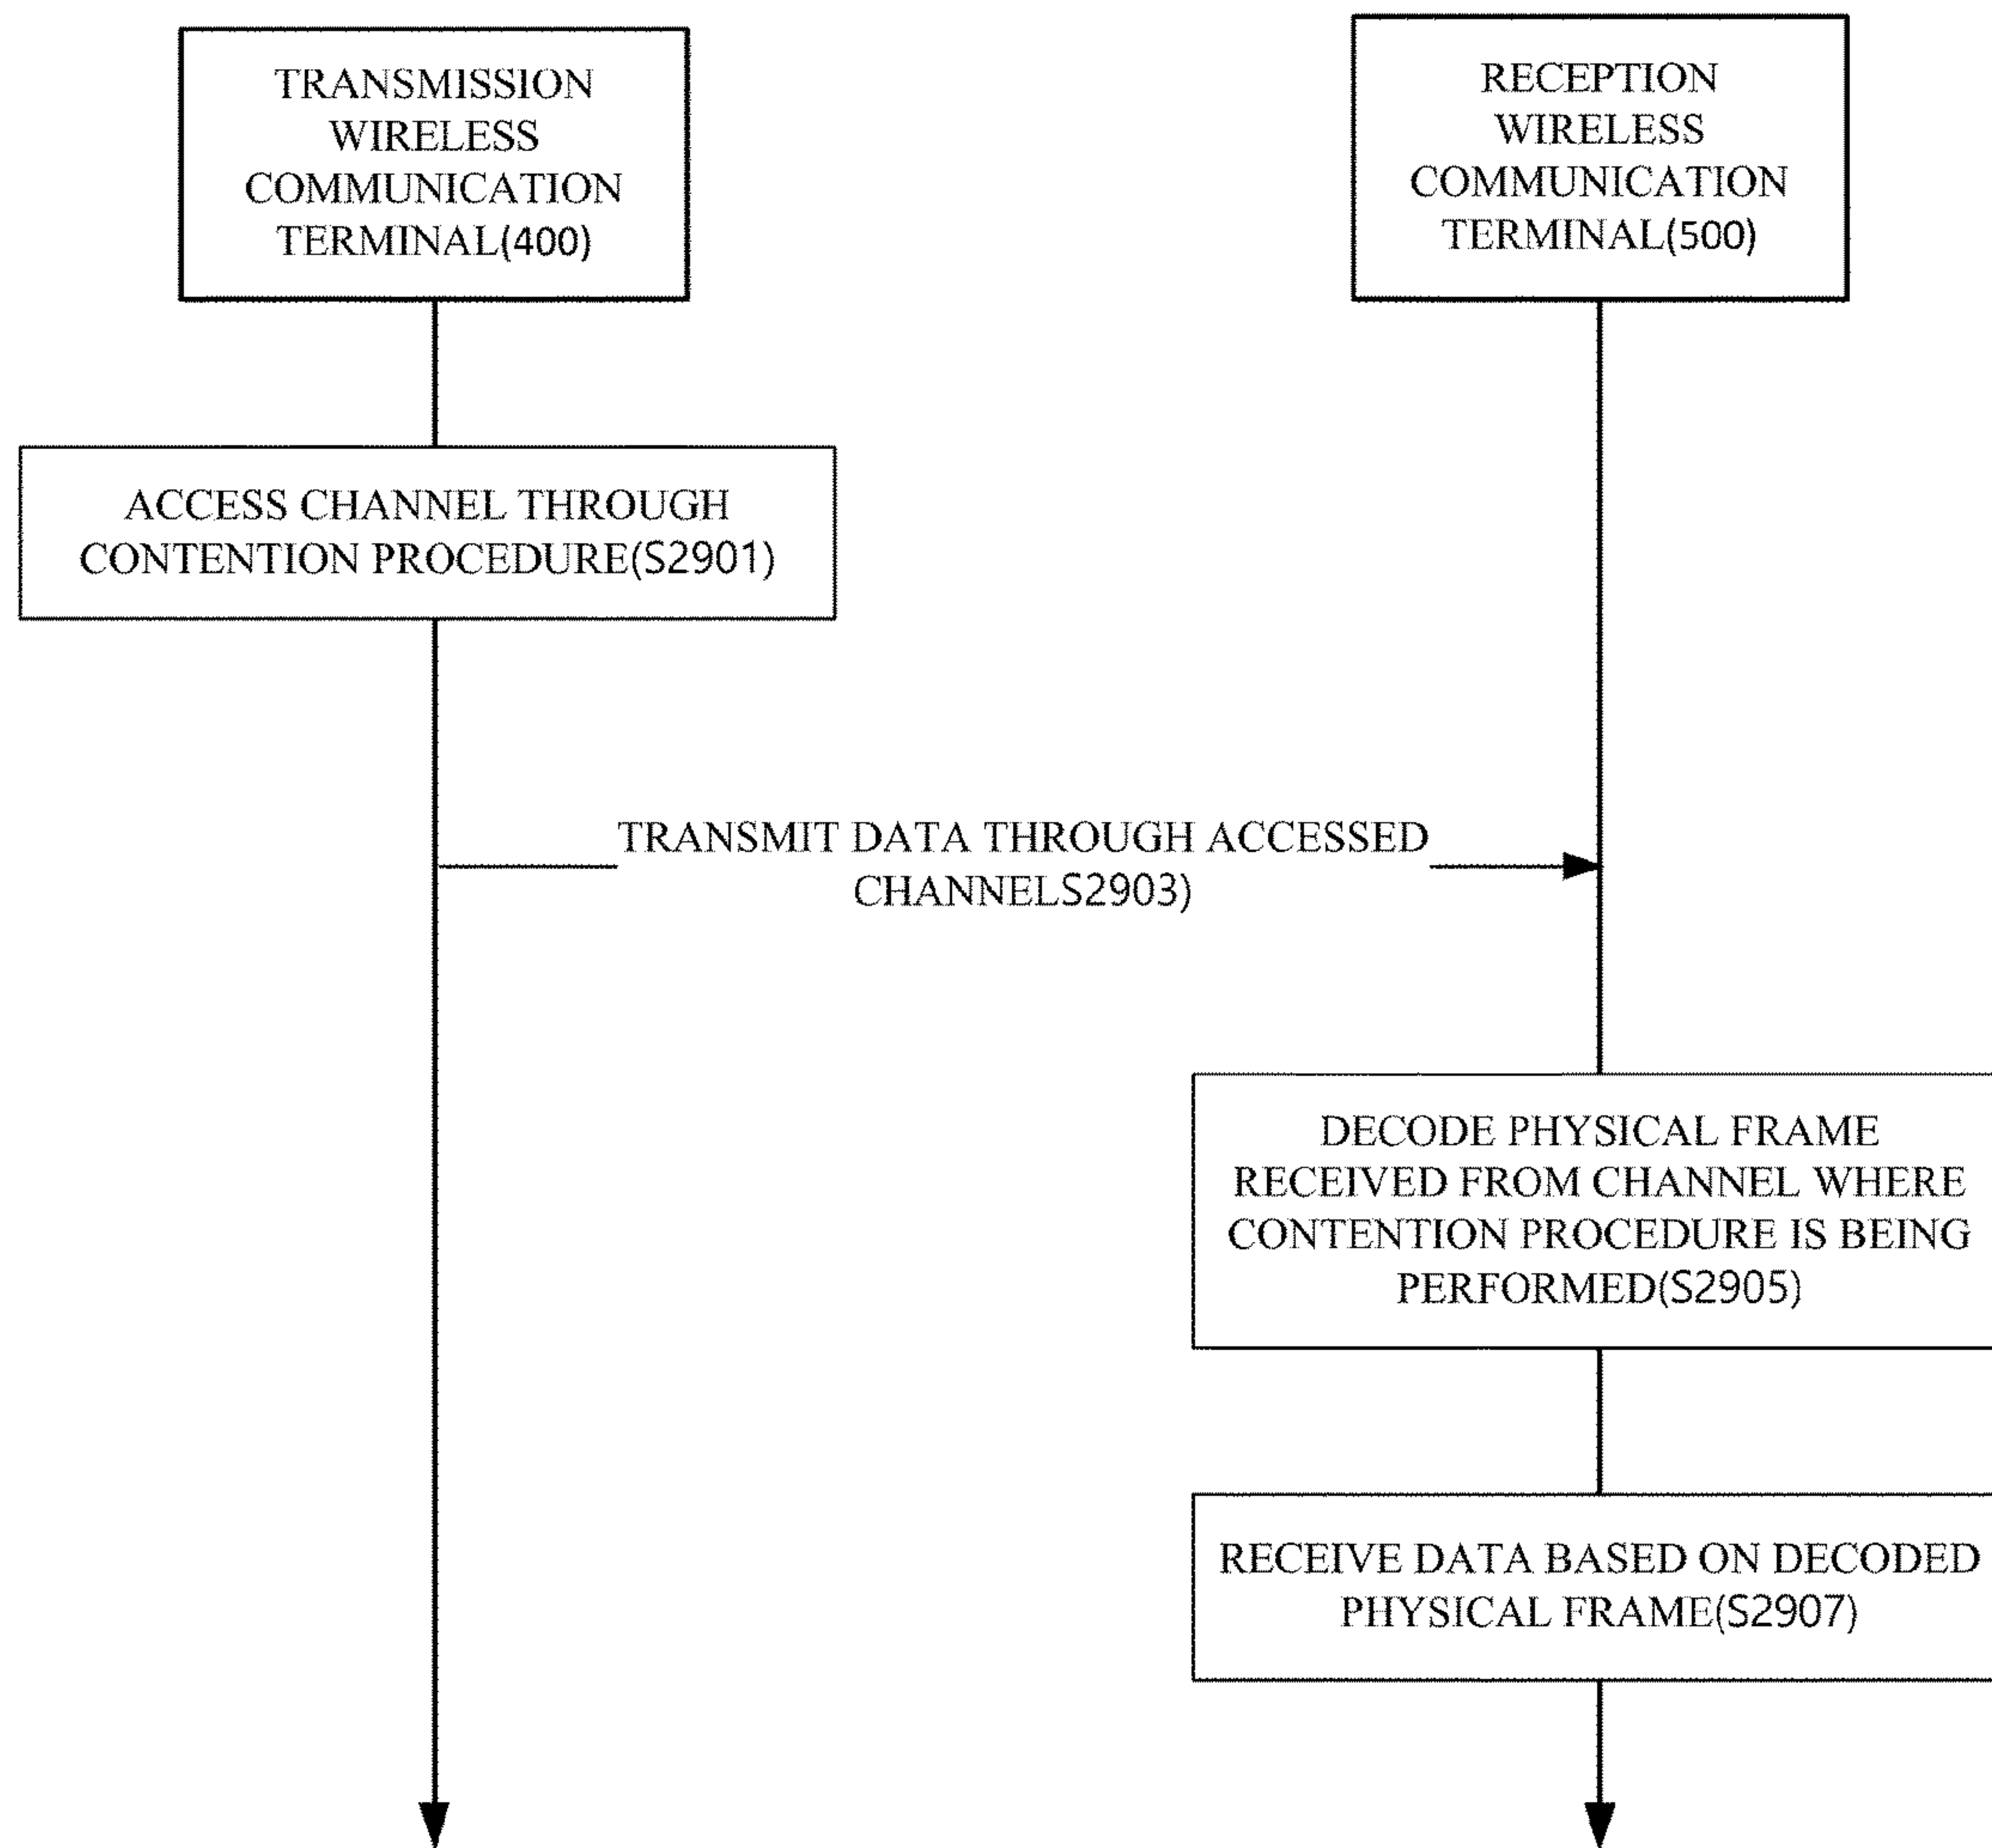 TRANSMISSION
WIRELESS
COMMUNICATION
TERMINAL(400)
RECEPTION
WIRELESS
COMMUNICATION
TERMINAL(500)
ACCESS CHANNEL THROUGH
CONTENTION PROCEDURE(S2901)
TRANSMIT DATA THROUGH ACCESSED
CHANNELS2903)
DECODE PHYSICAL FRAME
RECEIVED FROM CHANNEL WHERE
CONTENTION PROCEDURE IS BEING
PERFORMED(S2905)
RECEIVE DATA BASED ON DECODED
PHYSICAL FRAME(S2907)